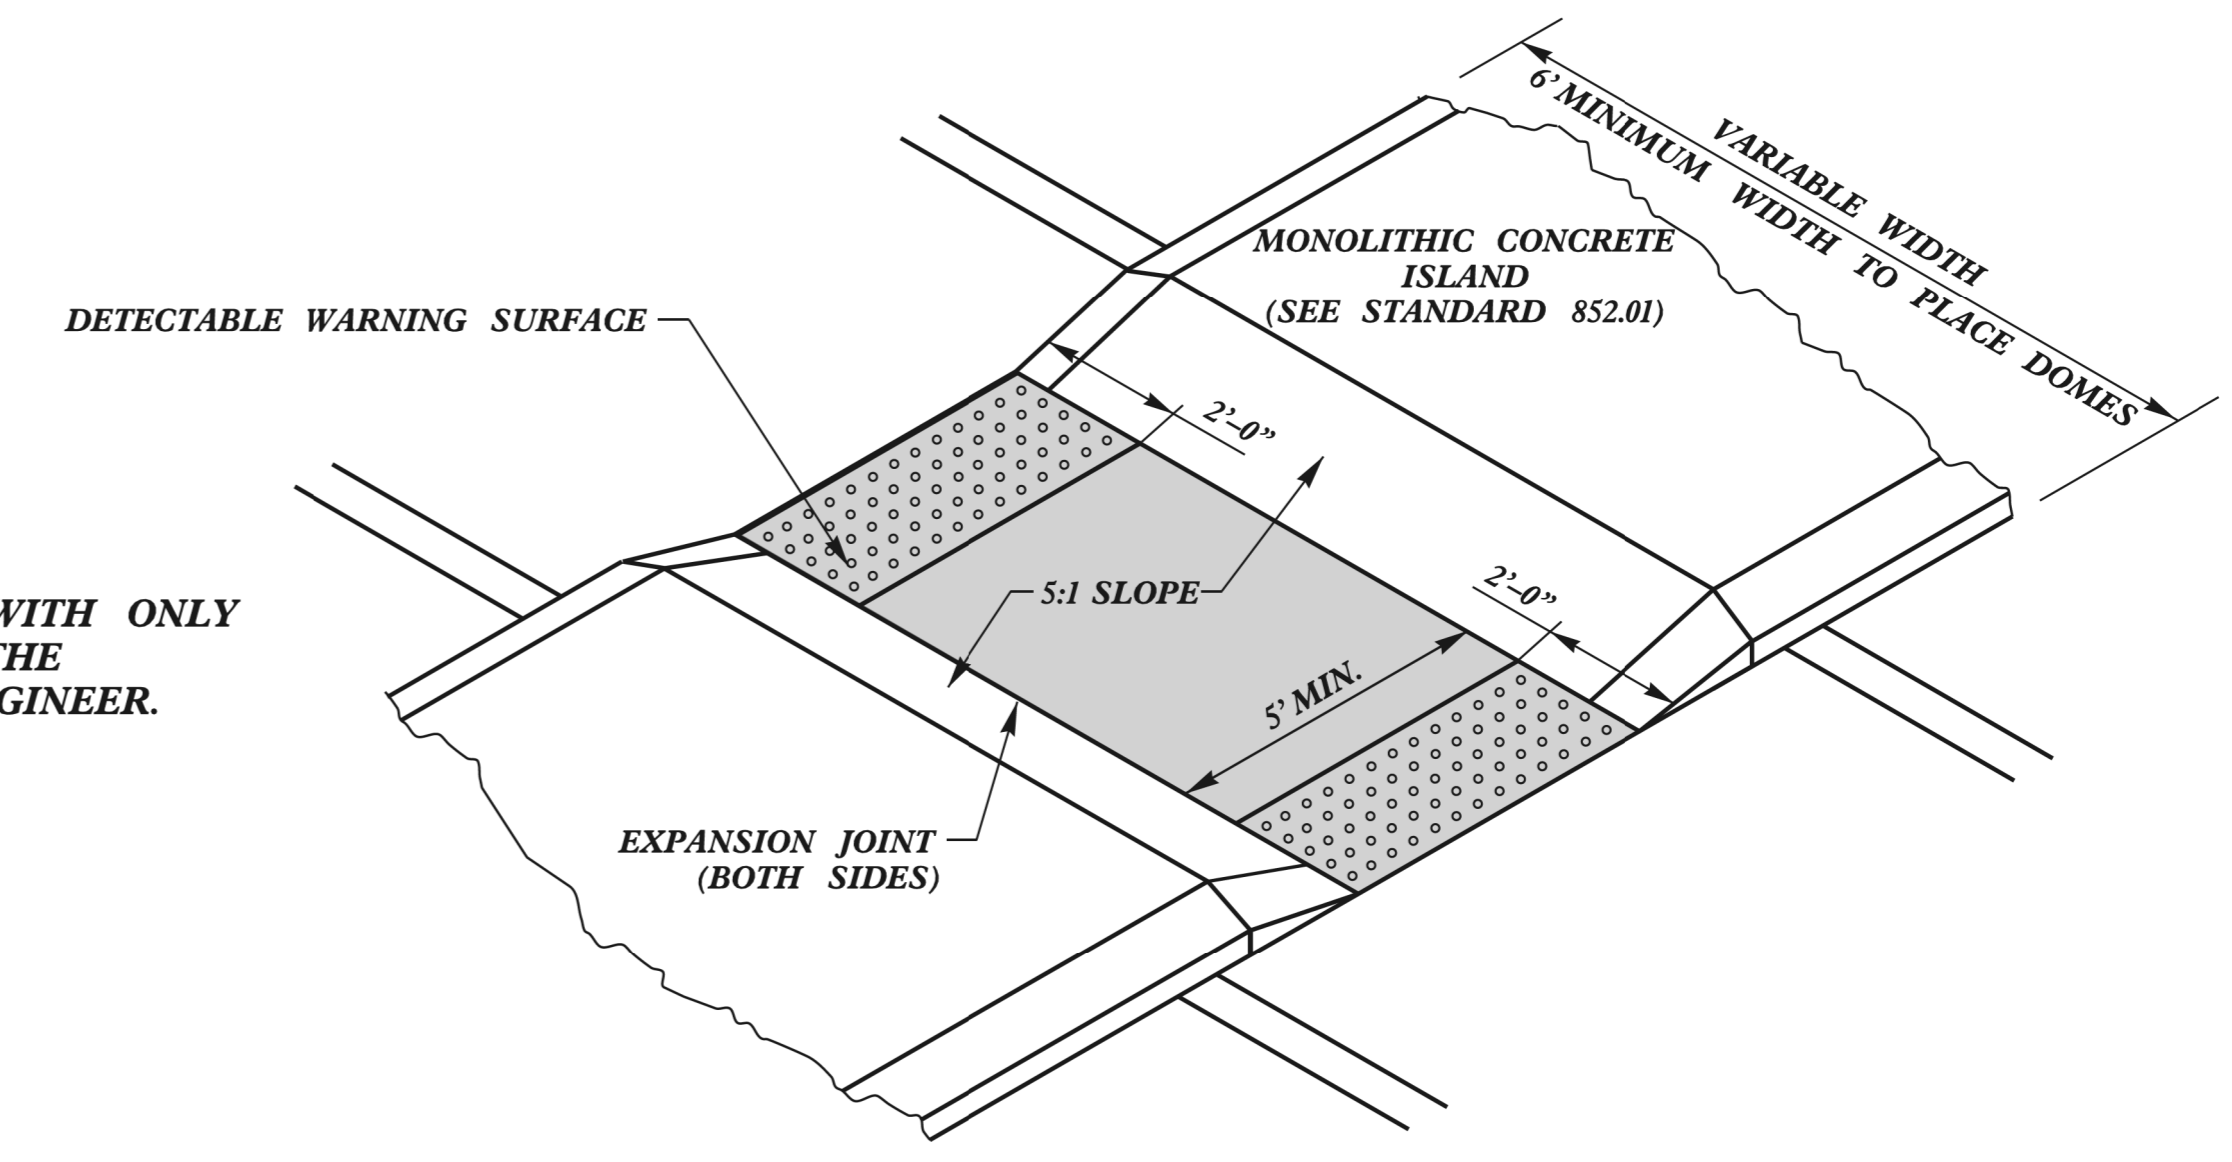 VARIABLE WIDTH
6' MINIMUM WIDTH TO PLACE DOMES
MONOLITHIC CONCRETE
ISLAND
(SEE STANDARD 852.01)
DETECTABLE WARNING SURFACE
2'-0"
5:1 SLOPE
2'-0"
5' MIN.
WITH ONLY
THE
GINEER.
EXPANSION JOINT
(BOTH SIDES)